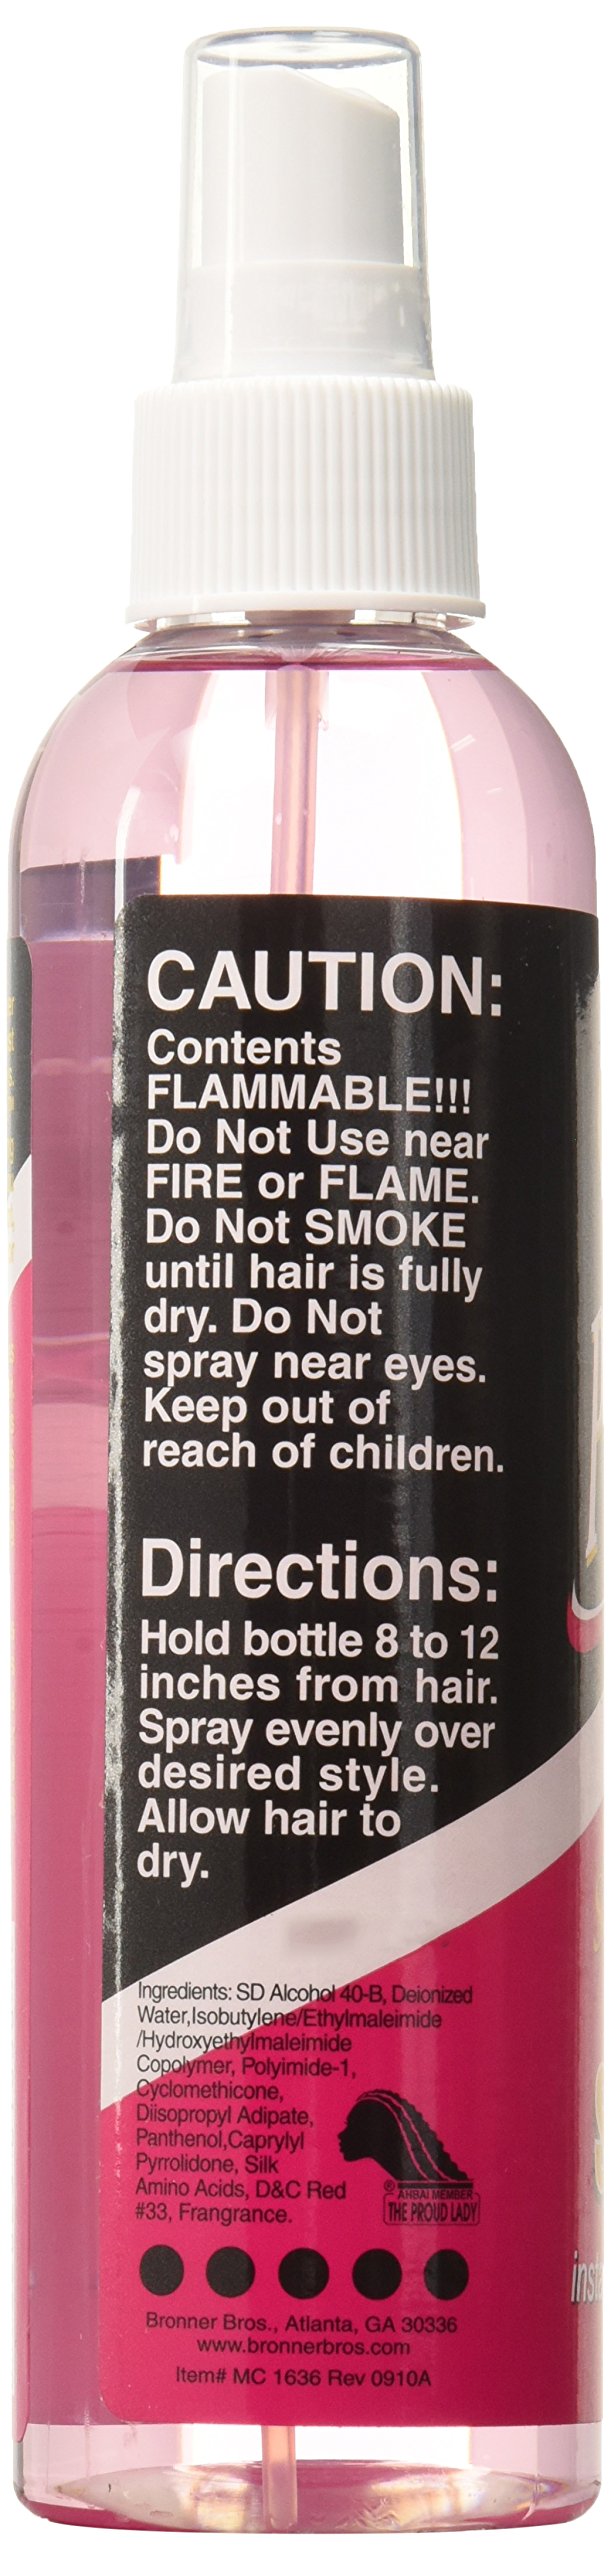 CAUTION:
Contents
FLAMMABLE!!!
Do Not Use near
FIRE or FLAME.
Do Not SMOKE
until hair is fully
dry. Do Not
spray near eyes.
Keep out of
reach of children.
Directions:
Hold bottle 8 to 12
inches from hair.
Spray evenly over
desired style.
Allow hair to
dry.
Ingredients: SD Alcohol 40-B, Deionized
Water,Isobutylene/Ethylmaleimide
/Hydroxyethylmaleimide
Copolymer, Polyimide-1,
Cyclomethicone,
Diisopropyl Adipate,
Panthenol,Caprylyl
Pyrrolidone, Silk
Amino Acids, D&C Red
#33, Frangrance.
® AHBAI MEMBER
THE PROUD LADY
Bronner Bros., Atlanta, GA 30336
www.bronnerbros.com
Item# MC 1636 Rev 0910A